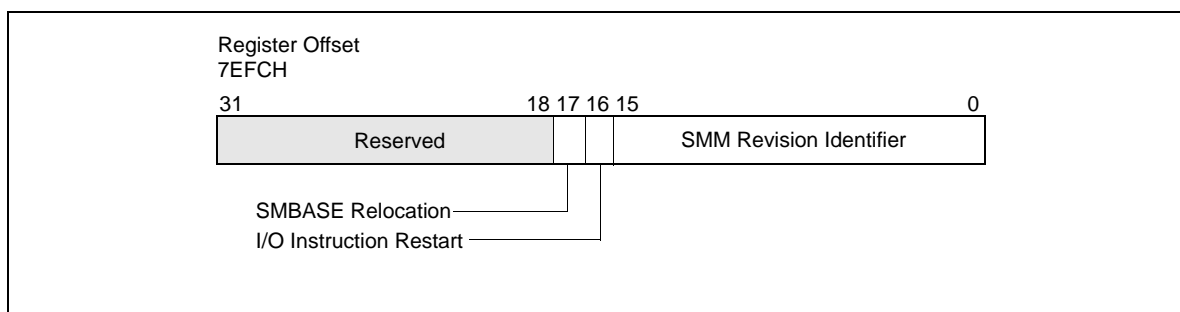 Register Offset
7EFCH
31 18 17 16 15 0
Reserved SMM Revision Identifier
SMBASE Relocation
I/O Instruction Restart